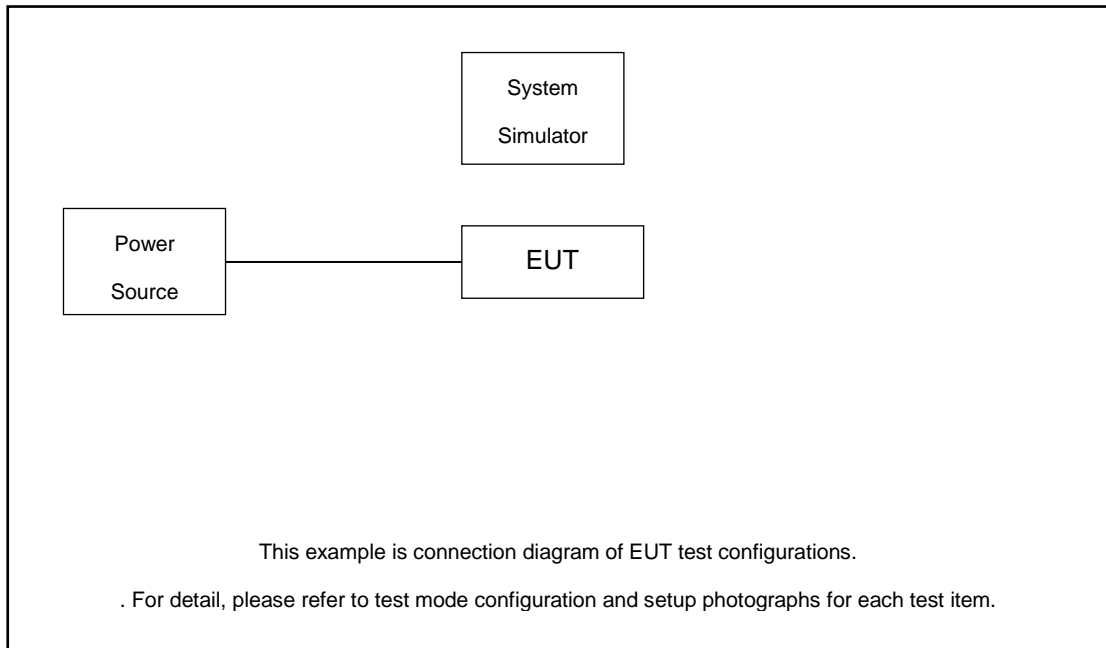 System
Simulator
Power
Source
EUT
This example is connection diagram of EUT test configurations.
. For detail, please refer to test mode configuration and setup photographs for each test item.